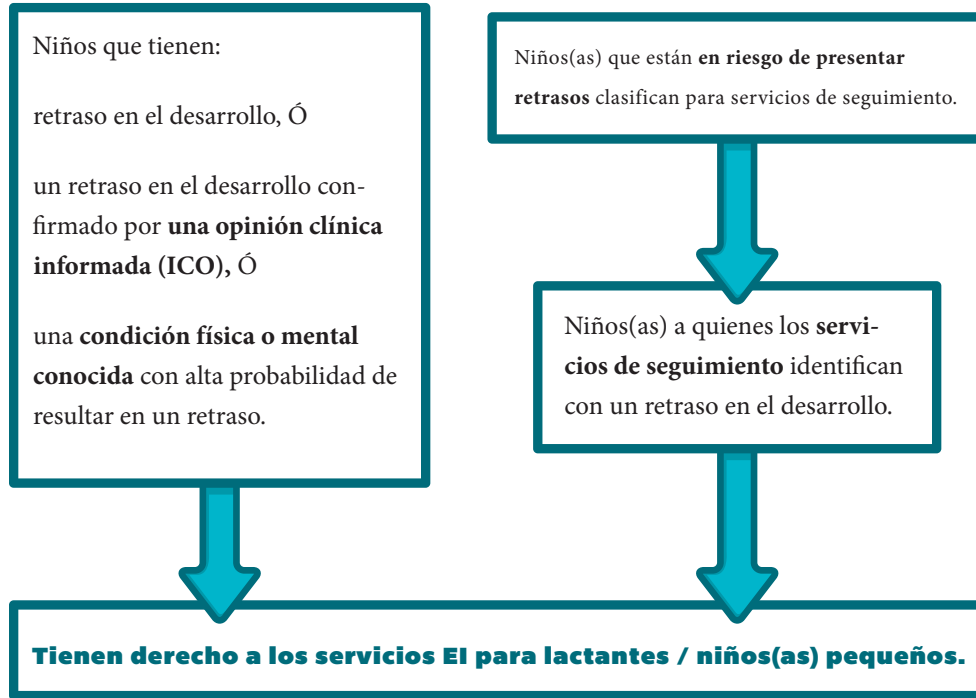 Niños que tienen:
retraso en el desarrollo, Ó
un retraso en el desarrollo con-
firmado por una opinión clínica
informada (ICO), Ó
una condición física o mental
conocida con alta probabilidad de
resultar en un retraso.
Niños(as) que están en riesgo de presentar
retrasos clasifican para servicios de seguimiento.
Niños(as) a quienes los servi-
cios de seguimiento identifican
con un retraso en el desarrollo.
Tienen derecho a los servicios EI para lactantes / niños(as) pequeños.